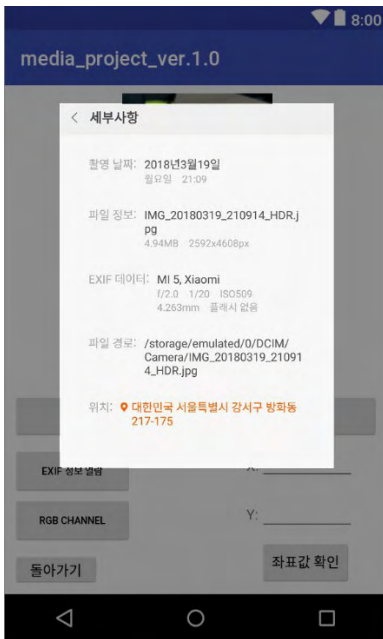 8:00
media_project_ver.1.0
< 세부사항
촬영 날짜: 2018년3월19일
월요일 21:09
파일 정보: IMG_20180319_210914_HDR.j
pg
4.94MB 2592x4608px
EXIF 데이터: MI 5, Xiaomi
f/2.0 1/20 ISO509
4.263mm 플래시 없음
파일 경로: /storage/emulated/0/DCIM/
Camera/IMG_20180319_21091
4_HDR.jpg
위치: 대한민국 서울특별시 강서구 방화동
217-175
EXIF 정보 열람 X:
RGB CHANNEL Y:
돌아가기 좌표값 확인